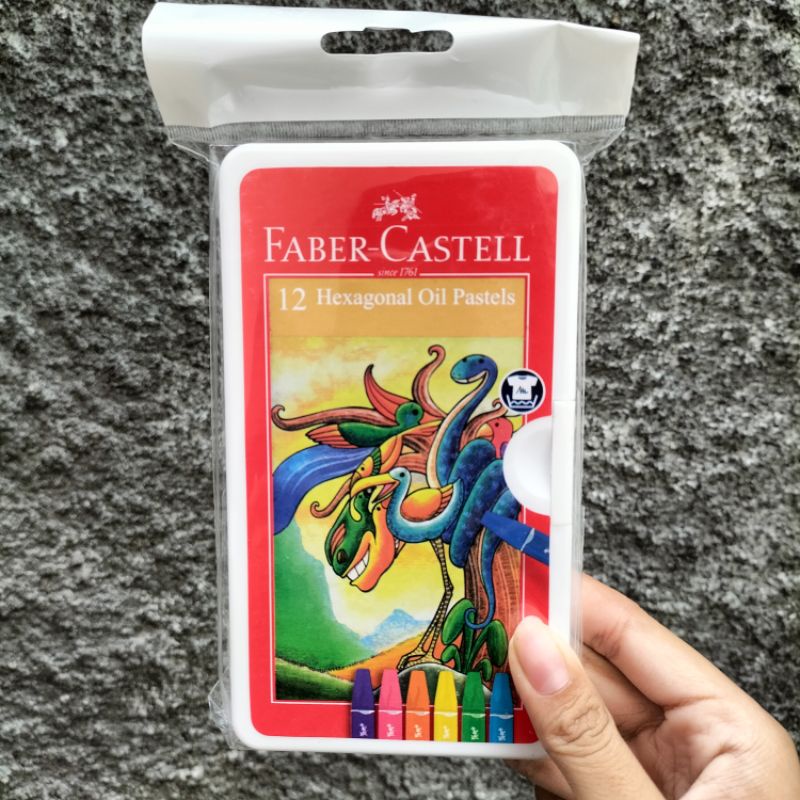 FABER-CASTELL
since 1761
12 Hexagonal Oil Pastels